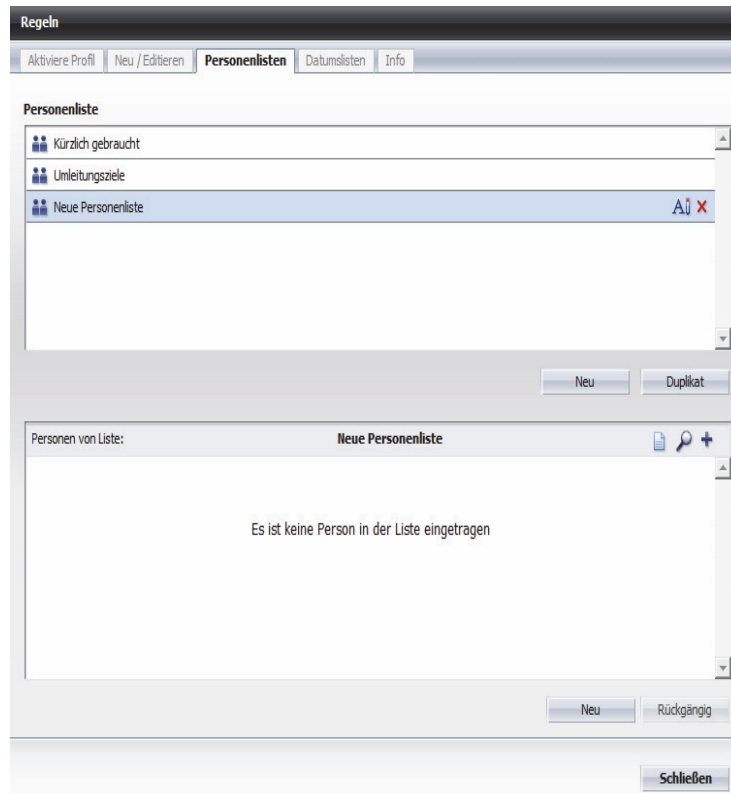 Regeln
Aktiviere Profil Neu / Editieren Personenlisten Datumslisten Info
Personenliste
Kürzlich gebraucht
Umleitungsziele
Neue Personenliste
Neu Duplikat
Personen von Liste: Neue Personenliste
Es ist keine Person in der Liste eingetragen
Neu Rückgängig
Schließen